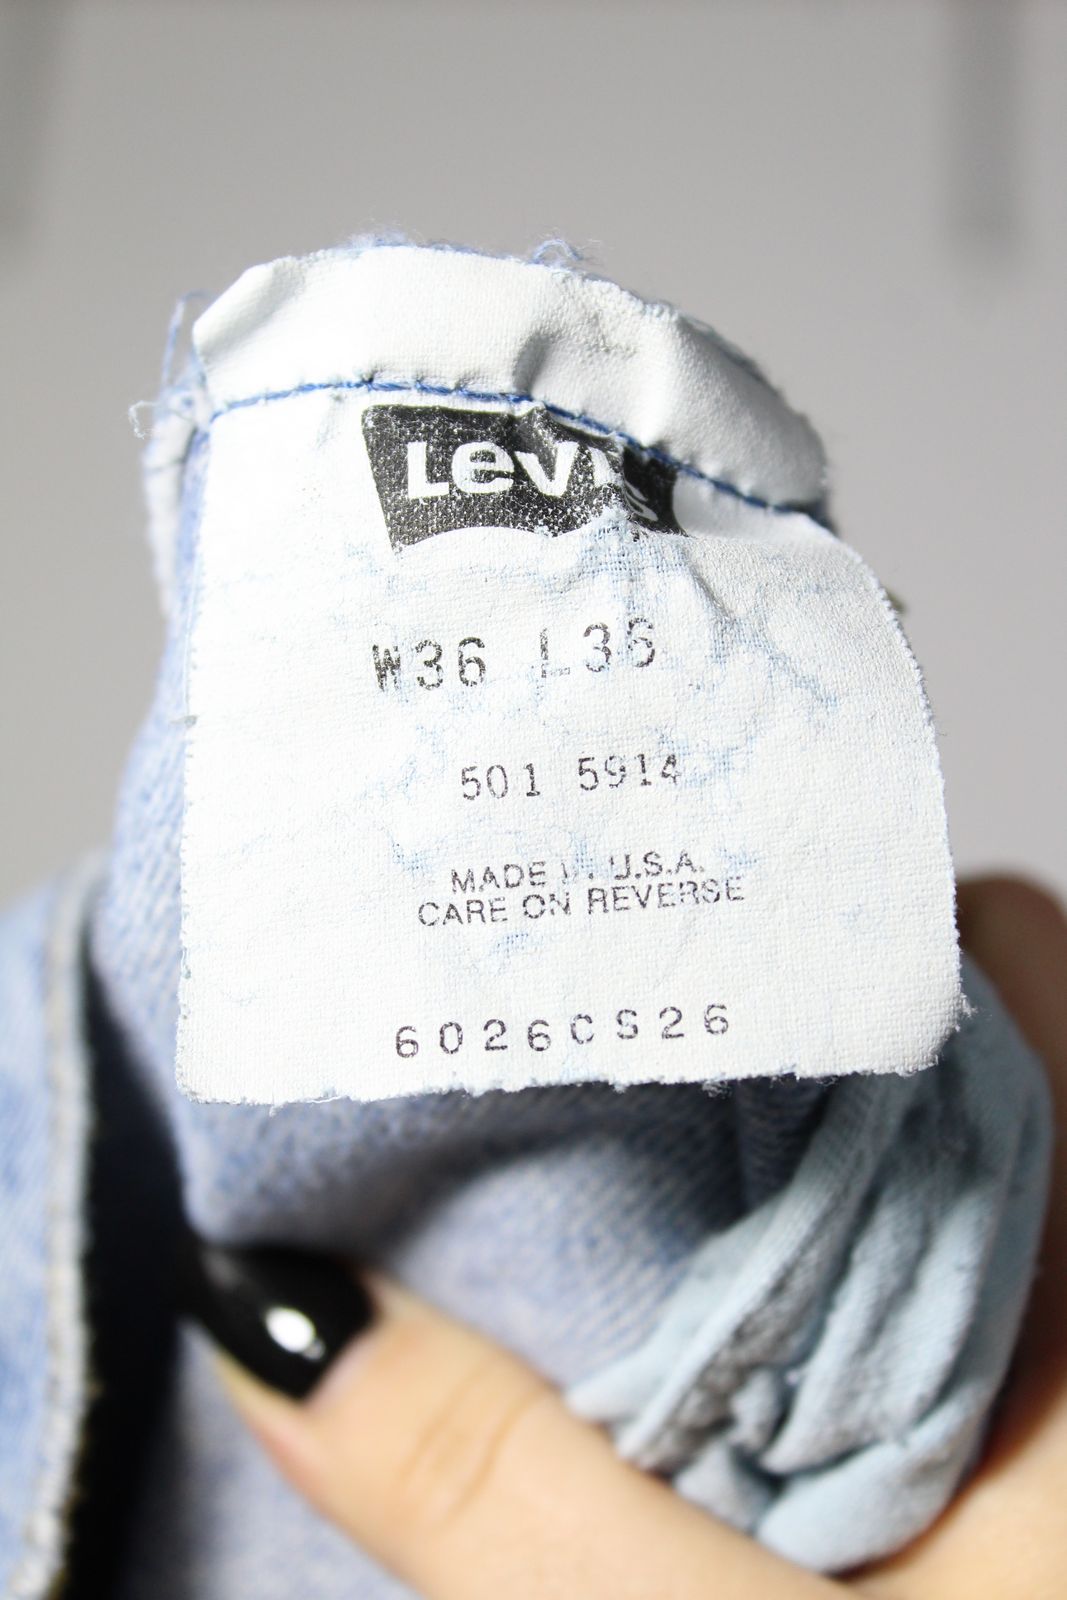 Levi's
W36 L36
501 5914
MADE IN U.S.A.
CARE ON REVERSE
6026CS26